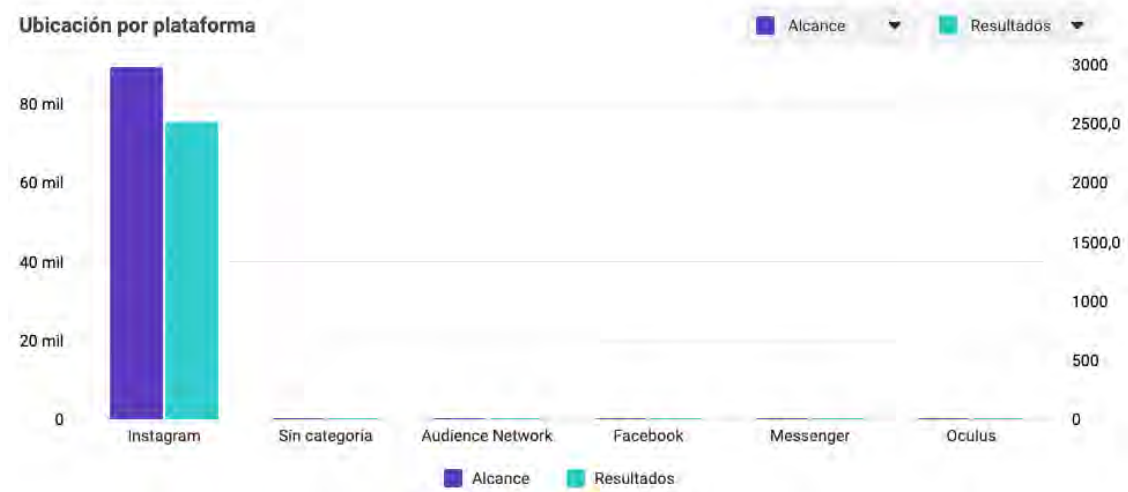 Ubicación por plataforma
Alcance
Resultados
3000
80 mil
2500,0
60 mil
2000
1500,0
40 mil
1000
20 mil
500
0
0
Instagram
Sin categoría
Audience Network
Facebook
Messenger
Oculus
Alcance
Resultados